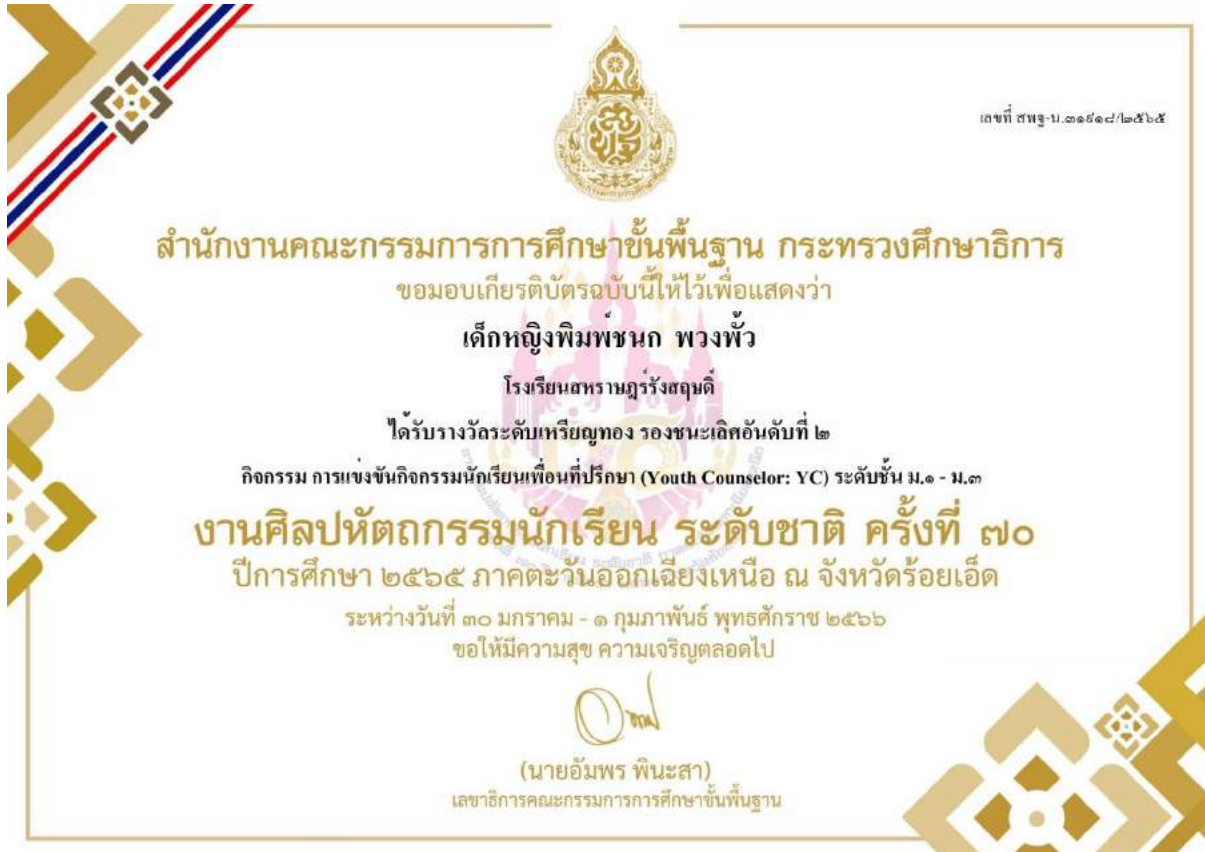 เลขที่ สพฐ-น.๓๑๙๑๘/๒๕๖๕
สำนักงานคณะกรรมการการศึกษาขั้นพื้นฐาน กระทรวงศึกษาธิการ
ขอมอบเกียรติบัตรฉบับนี้ให้ไว้เพื่อแสดงว่า
เด็กหญิงพิมพ์ชนก พวงพั้ว
โรงเรียนสหราษฎร์รังสฤษดิ์
ได้รับรางวัลระดับเหรียญทอง รองชนะเลิศอันดับที่ ๒
กิจกรรม การแข่งขันกิจกรรมนักเรียนเพื่อนที่ปรึกษา (Youth Counselor: YC) ระดับชั้น ม.๑ - ม.๓
งานศิลปหัตถกรรมนักเรียน ระดับชาติ ครั้งที่ ๗๐
ปีการศึกษา ๒๕๖๕ ภาคตะวันออกเฉียงเหนือ ณ จังหวัดร้อยเอ็ด
ระหว่างวันที่ ๓๐ มกราคม - ๑ กุมภาพันธ์ พุทธศักราช ๒๕๖๖
ขอให้มีความสุข ความเจริญตลอดไป
(นายอัมพร พินะสา)
เลขาธิการคณะกรรมการการศึกษาขั้นพื้นฐาน